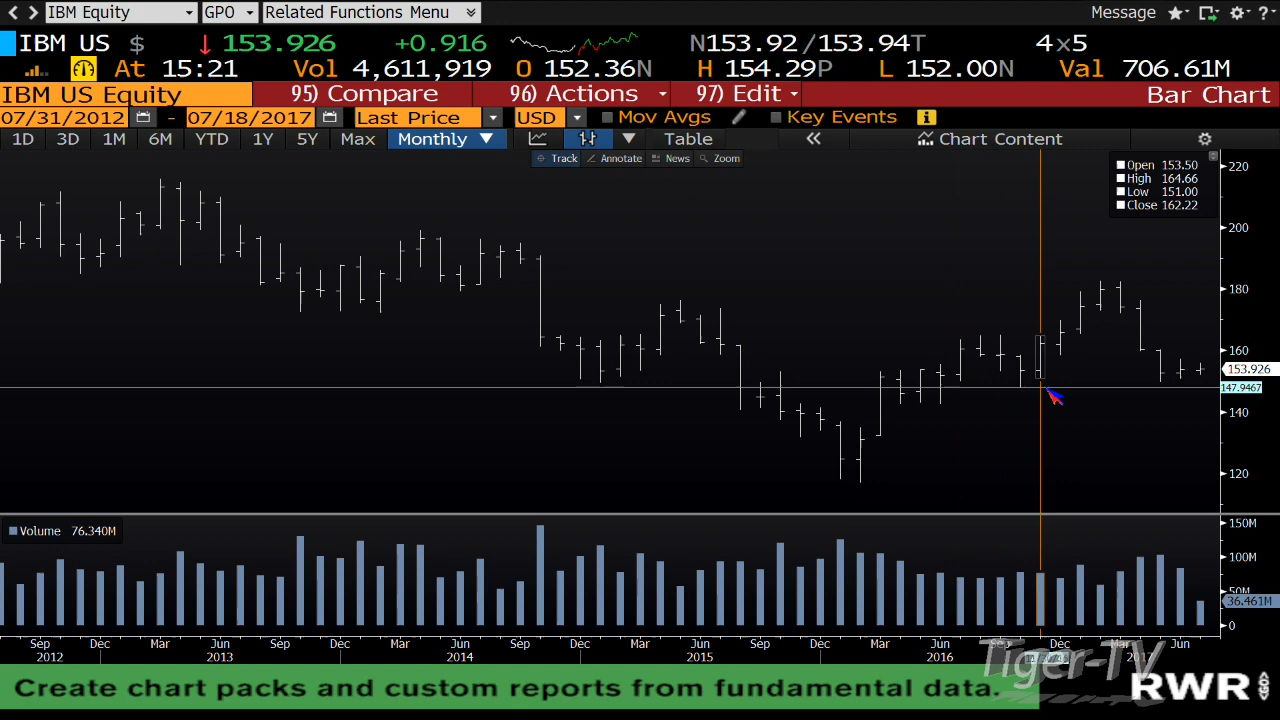 IBM Equity GPO Related Functions Menu Message ?
IBM US $ 153.926 +0.916 N153.92 /153.94T 4x5
At 15:21 Vol 4,611,919 O 152.36N H 154.29P L 152.00N Val 706.61M
IBM US Equity 95) Compare 96) Actions 97) Edit Bar Chart
07/31/2012 - 07/18/2017 Last Price USD Mov Avgs Key Events i
1D 3D 1M 6M YTD 1Y 5Y Max Monthly Table Chart Content
Track Annotate News Zoom
Open 153.50
High 164.66
Low 151.00
Close 162.22
220
200
180
160
153.926
147.9467
140
120
Volume 76.340M
150M
100M
50M
36.461M
0
Sep Dec Mar Jun Sep Dec Mar Jun Sep Dec Mar Jun Sep Dec Mar Jun Sep Dec Mar Jun
2012 2013 2014 2015 2016 2017
Tiger-TV
Create chart packs and custom reports from fundamental data.
RWR <GO>